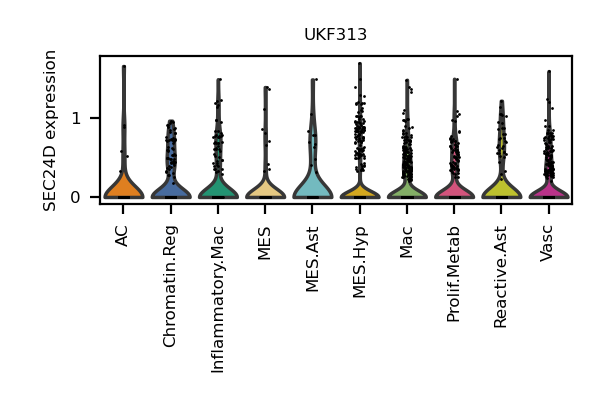 UKF313
SEC24D expression
1
0
AC
Chromatin.Reg
Inflammatory.Mac
MES
MES.Ast
MES.Hyp
Mac
Prolif.Metab
Reactive.Ast
Vasc